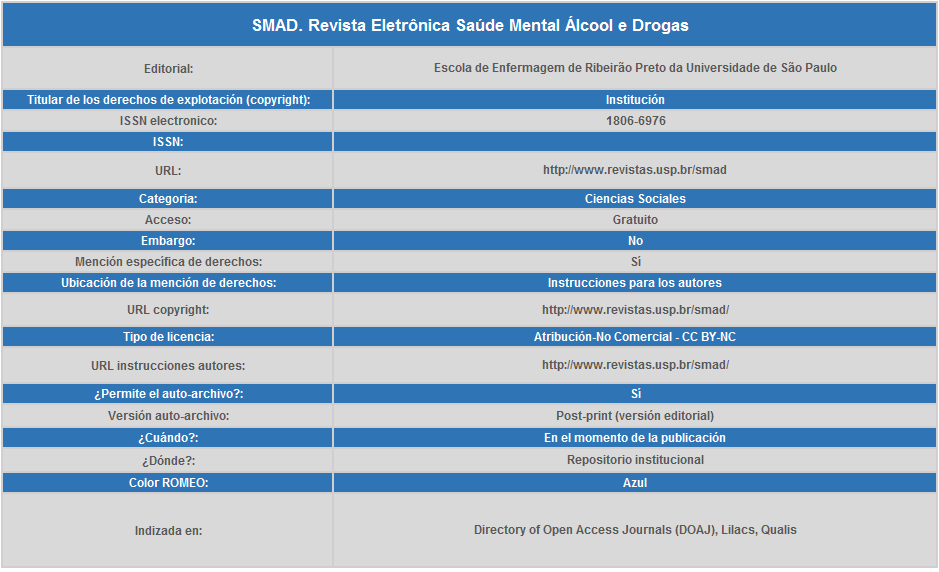 SMAD. Revista Eletrônica Saúde Mental Álcool e Drogas
Editorial: Escola de Enfermagem de Ribeirão Preto da Universidade de São Paulo
Titular de los derechos de explotación (copyright): Institución
ISSN electronico: 1806-6976
ISSN:
URL: http://www.revistas.usp.br/smad
Categoria: Ciencias Sociales
Acceso: Gratuito
Embargo: No
Mención específica de derechos: Sí
Ubicación de la mención de derechos: Instrucciones para los autores
URL copyright: http://www.revistas.usp.br/smad/
Tipo de licencia: Atribución-No Comercial - CC BY-NC
URL instrucciones autores: http://www.revistas.usp.br/smad/
¿Permite el auto-archivo?: Sí
Versión auto-archivo: Post-print (versión editorial)
¿Cuándo?: En el momento de la publicación
¿Dónde?: Repositorio institucional
Color ROMEO: Azul
Indizada en: Directory of Open Access Journals (DOAJ), Lilacs, Qualis